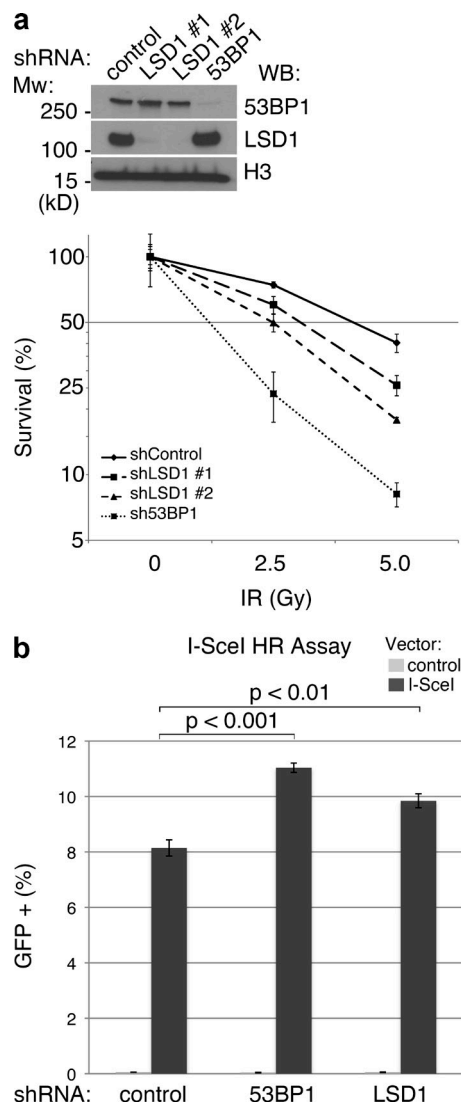 a
shRNA: control LSD1 #1 LSD1 #2 53BP1 WB:
Mw:
250 - 53BP1
100 - LSD1
15 - H3
(kD)
100
50
25
10
5
Survival (%)
shControl
shLSD1 #1
shLSD1 #2
sh53BP1
0 2.5 5.0
IR (Gy)
b I-SceI HR Assay
Vector:
control
I-SceI
p < 0.01
p < 0.001
12
10
8
6
4
2
0
GFP + (%)
shRNA: control 53BP1 LSD1